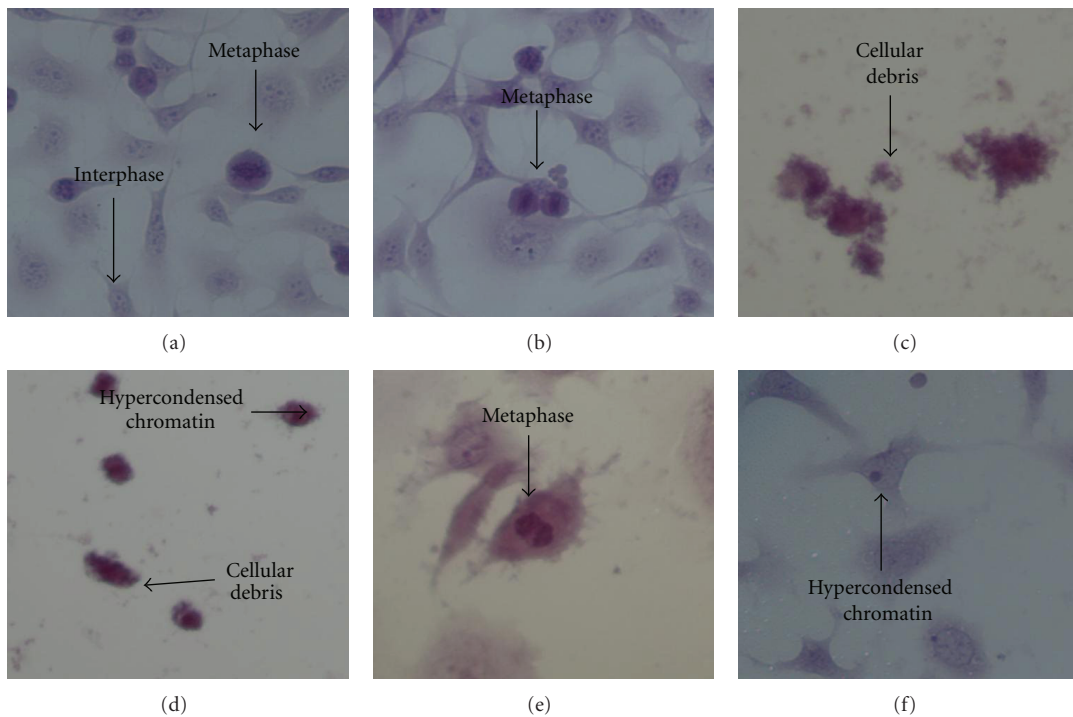 Metaphase
Interphase
(a)
Metaphase
(b)
Cellular
debris
(c)
Hypercondensed
chromatin
Cellular
debris
(d)
Metaphase
(e)
Hypercondensed
chromatin
(f)